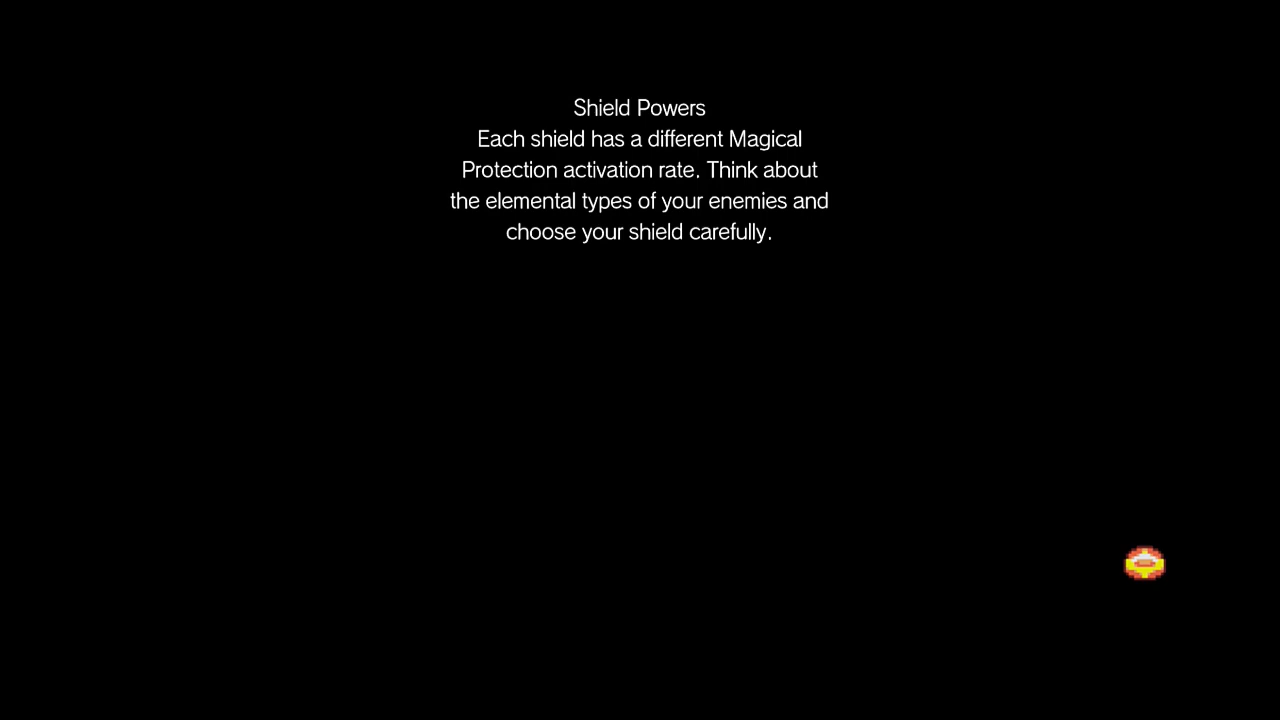 Shield Powers
Each shield has a different Magical
Protection activation rate. Think about
the elemental types of your enemies and
choose your shield carefully.